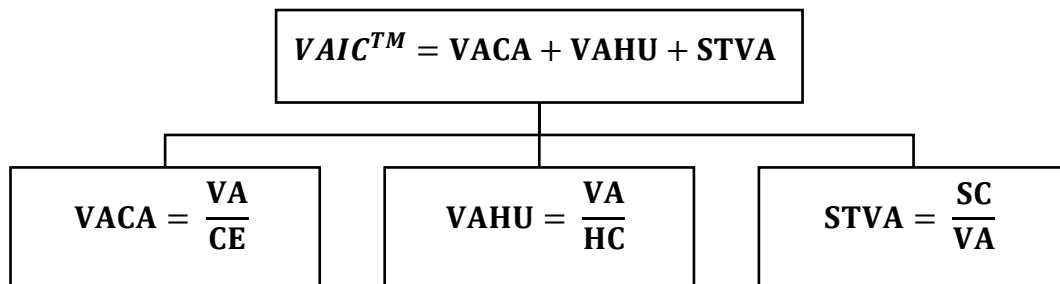 VAIC^TM = VACA + VAHU + STVA
VACA = VA/CE
VAHU = VA/HC
STVA = SC/VA